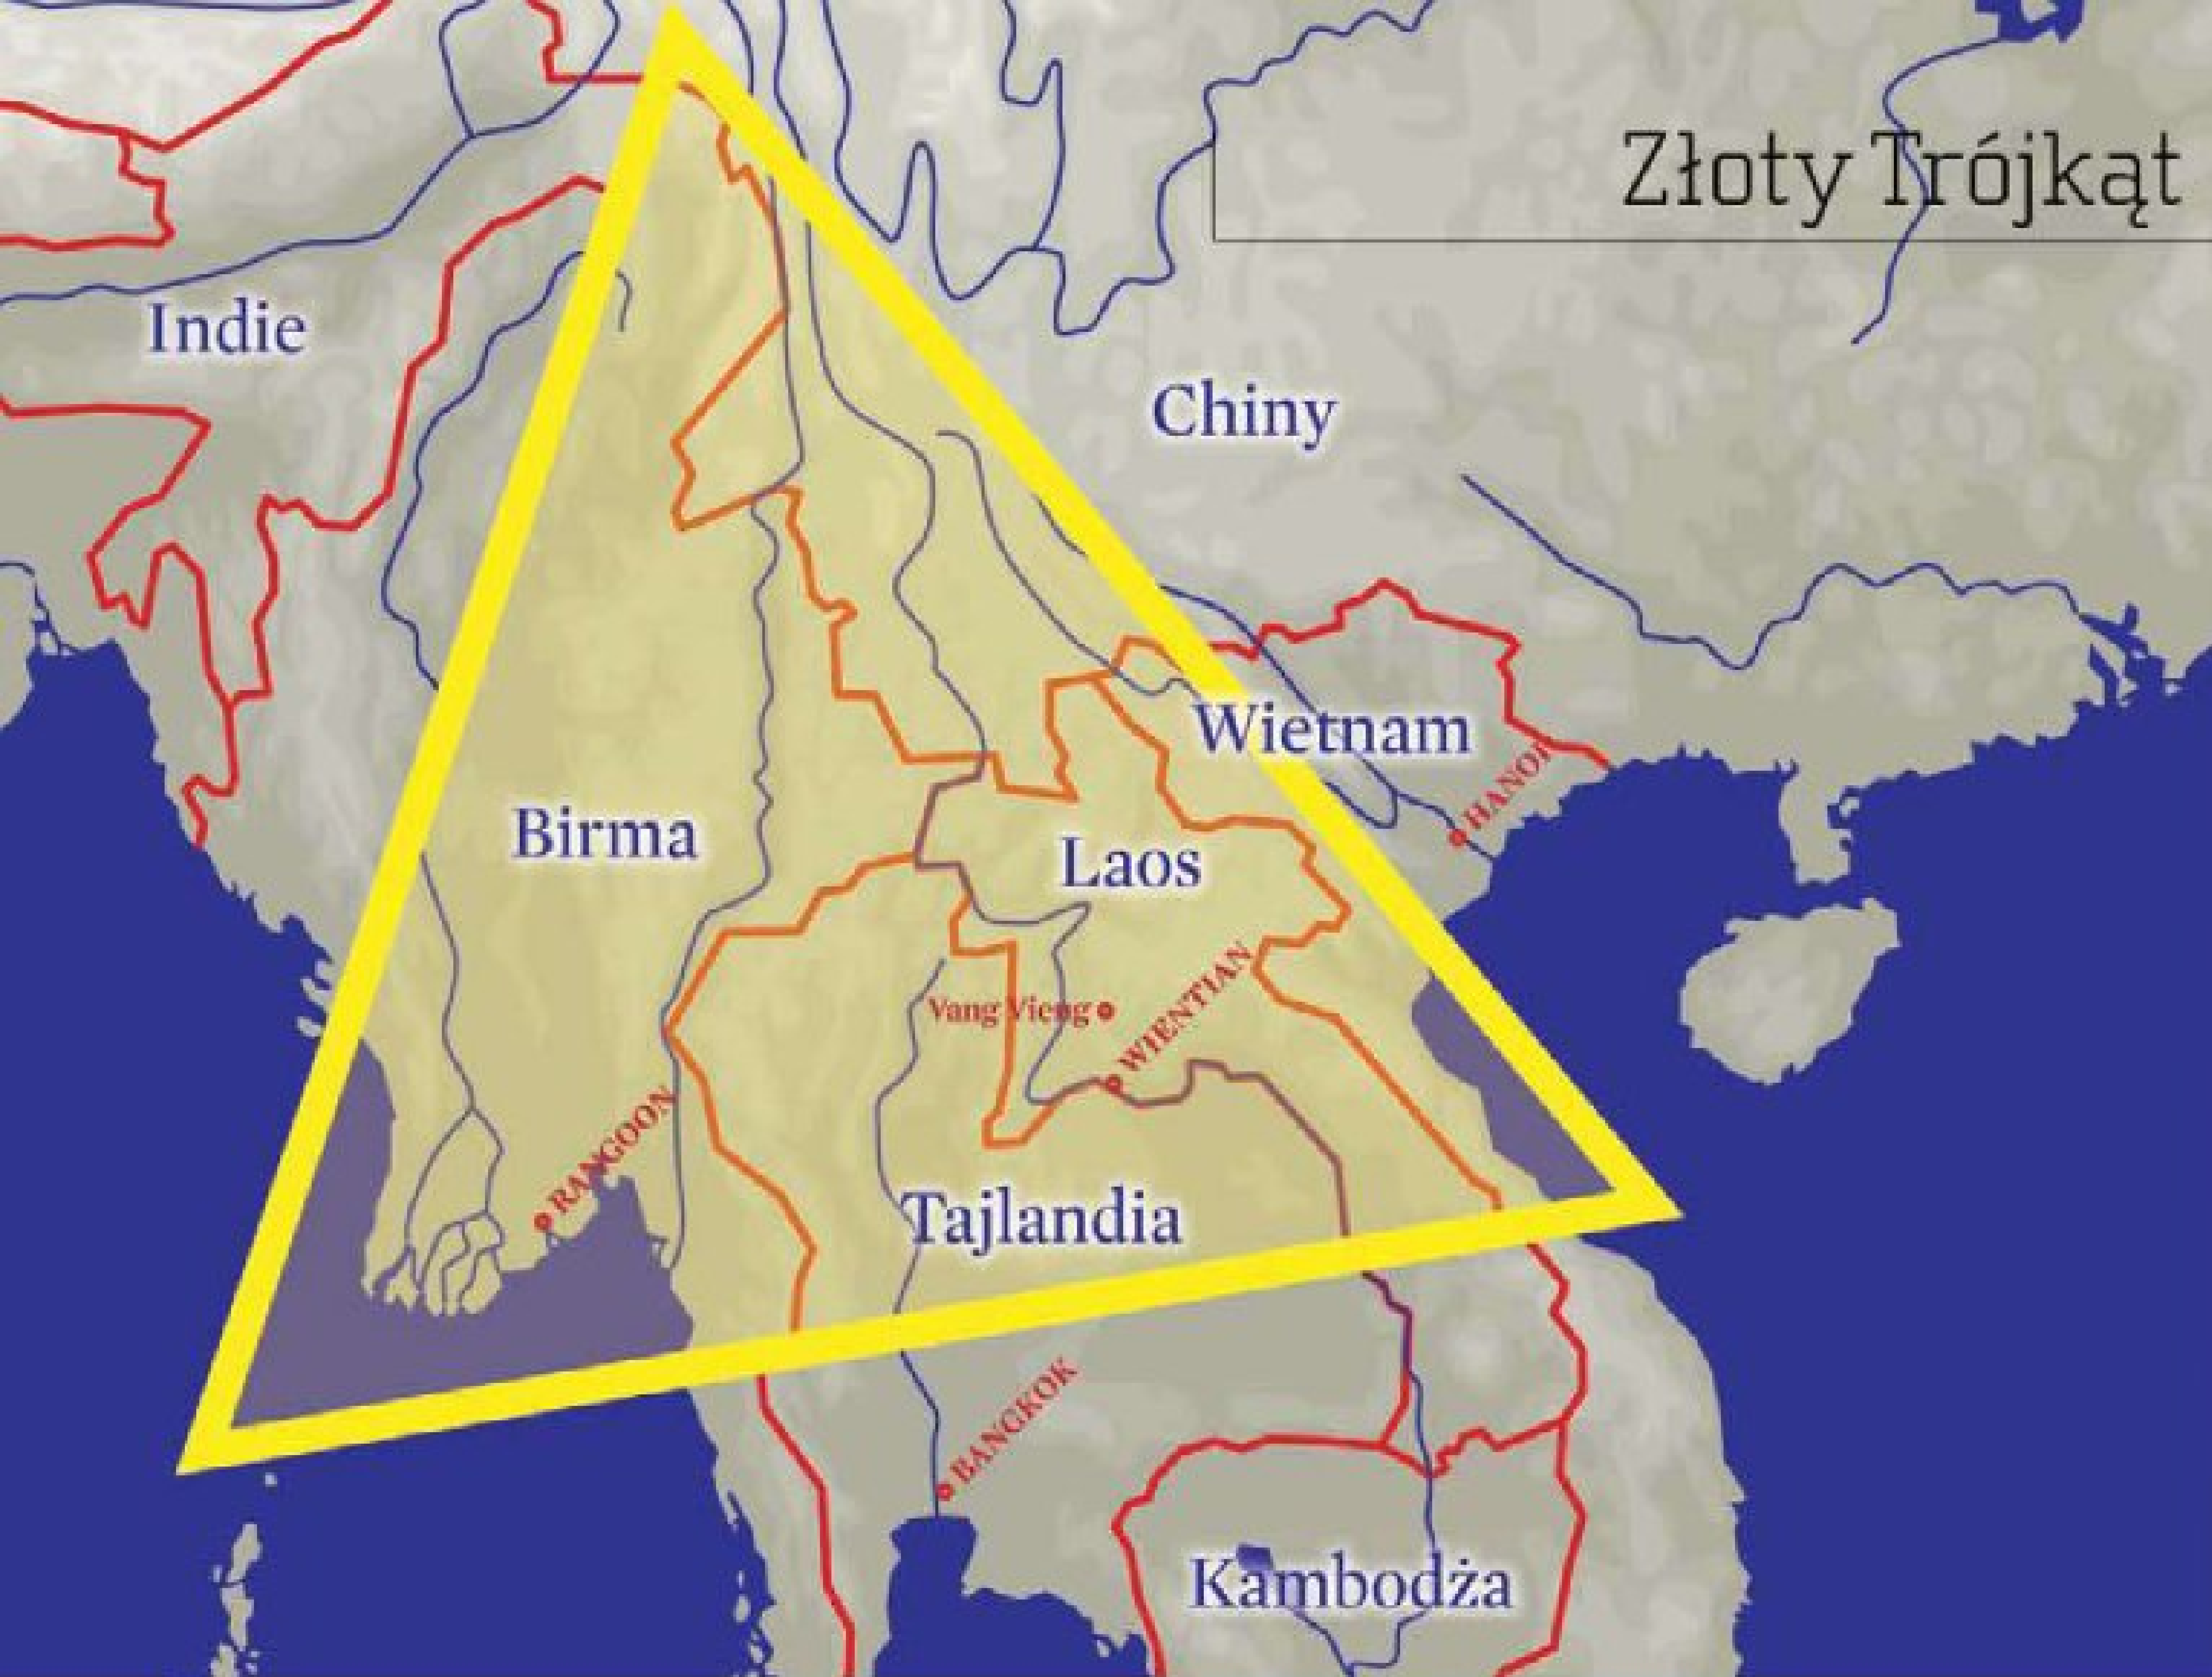 Złoty Trójkąt
Indie
Chiny
Wietnam
HANOI
Birma
Laos
Vang Vieng
WIENTIAN
RANGOON
Tajlandia
BANGKOK
Kambodża